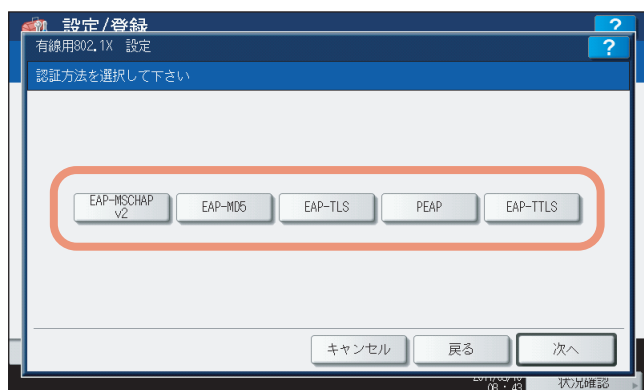 設定/登録
?
有線用802.1X 設定
?
認証方法を選択して下さい
EAP-MSCHAP
v2
EAP-MD5
EAP-TLS
PEAP
EAP-TTLS
キャンセル
戻る
次へ
状況確認